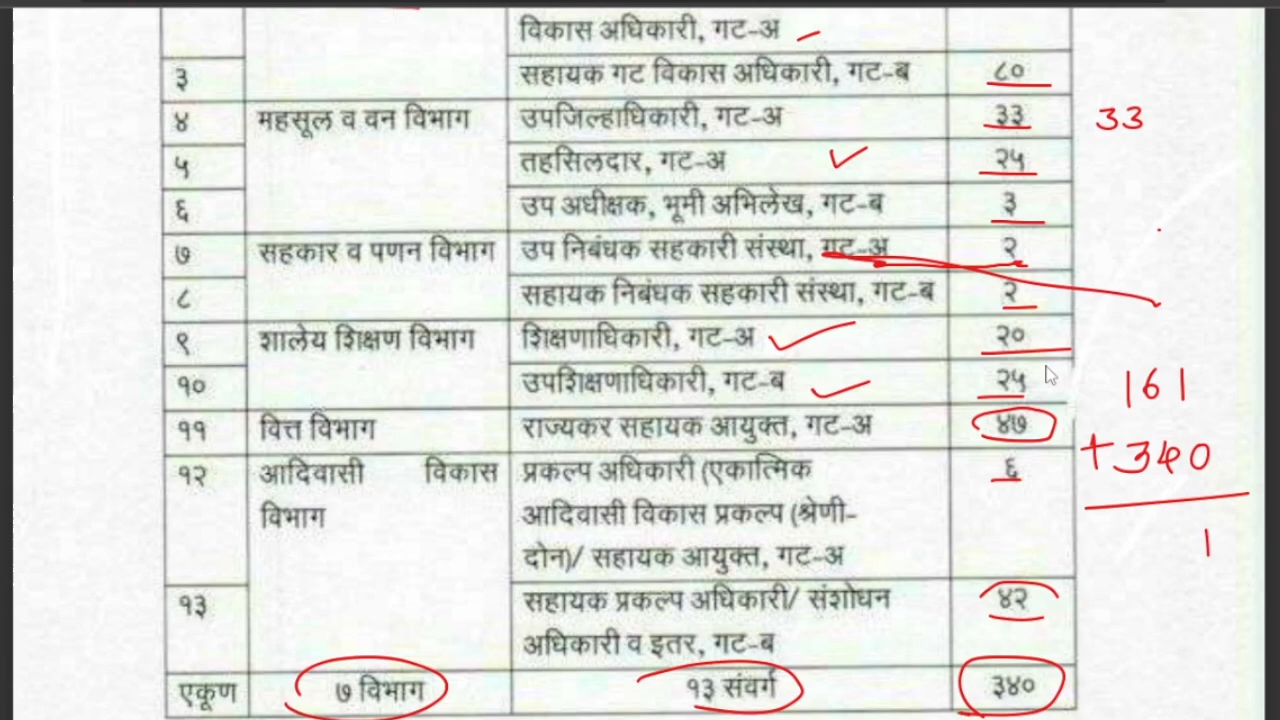 विकास अधिकारी, गट-अ
३ सहायक गट विकास अधिकारी, गट-ब ८०
४ महसूल व वन विभाग उपजिल्हाधिकारी, गट-अ ३३ 33
५ तहसिलदार, गट-अ २५
६ उप अधीक्षक, भूमी अभिलेख, गट-ब ३
७ सहकार व पणन विभाग उप निबंधक सहकारी संस्था, गट-अ २
८ सहायक निबंधक सहकारी संस्था, गट-ब २
९ शालेय शिक्षण विभाग शिक्षणाधिकारी, गट-अ २०
१० उपशिक्षणाधिकारी, गट-ब २५ 161
११ वित्त विभाग राज्यकर सहायक आयुक्त, गट-अ ४७
१२ आदिवासी विकास प्रकल्प अधिकारी (एकात्मिक ६ +340
विभाग आदिवासी विकास प्रकल्प (श्रेणी-
दोन)/ सहायक आयुक्त, गट-अ 1
१३ सहायक प्रकल्प अधिकारी/ संशोधन ४२
अधिकारी व इतर, गट-ब
एकूण ७ विभाग १३ संवर्ग ३४०